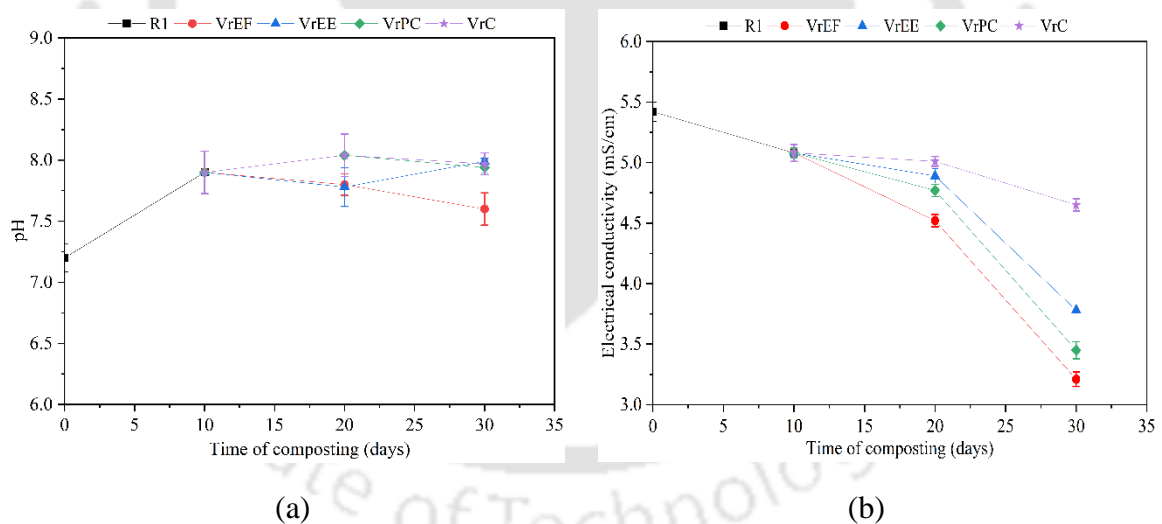 R1 VrEF VrEE VrPC VrC
9.0
8.5
8.0
7.5
7.0
6.5
6.0
pH
0 5 10 15 20 25 30 35
Time of composting (days)
(a)
R1 VrEF VrEE VrPC VrC
6.0
5.5
5.0
4.5
4.0
3.5
3.0
Electrical conductivity (mS/cm)
0 5 10 15 20 25 30 35
Time of composting (days)
(b)
ute of Technolog